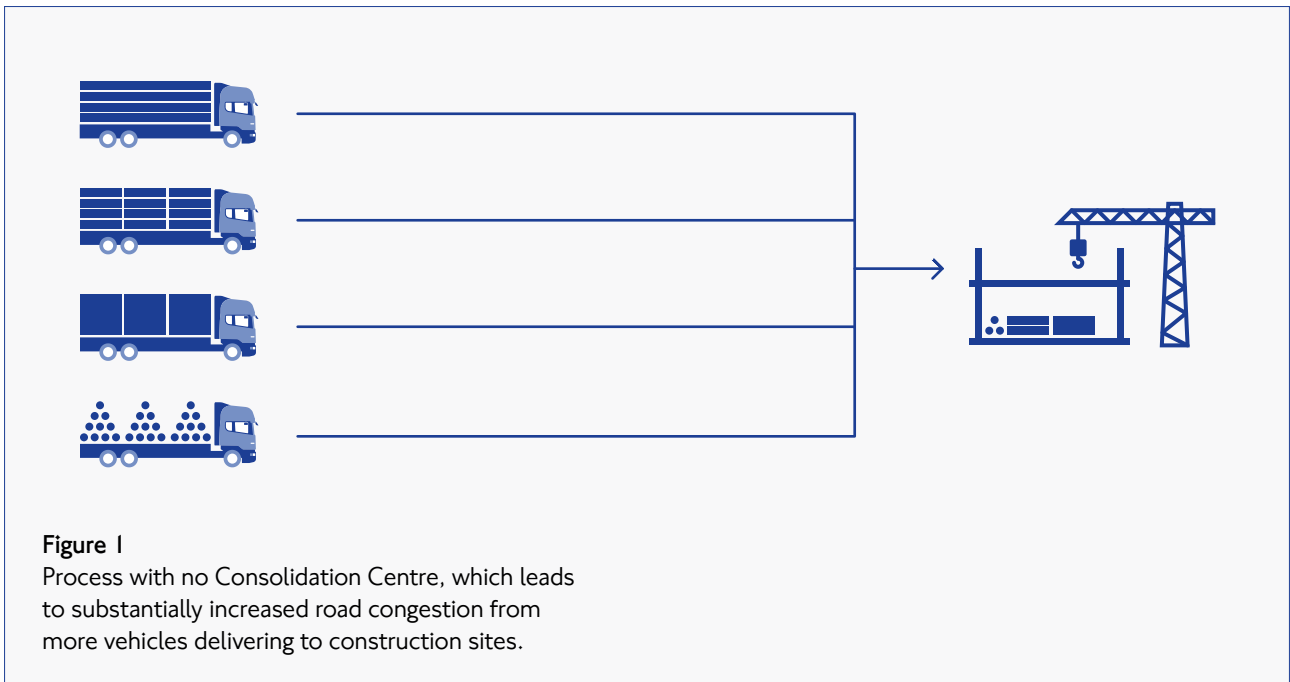 Figure 1
Process with no Consolidation Centre, which leads
to substantially increased road congestion from
more vehicles delivering to construction sites.